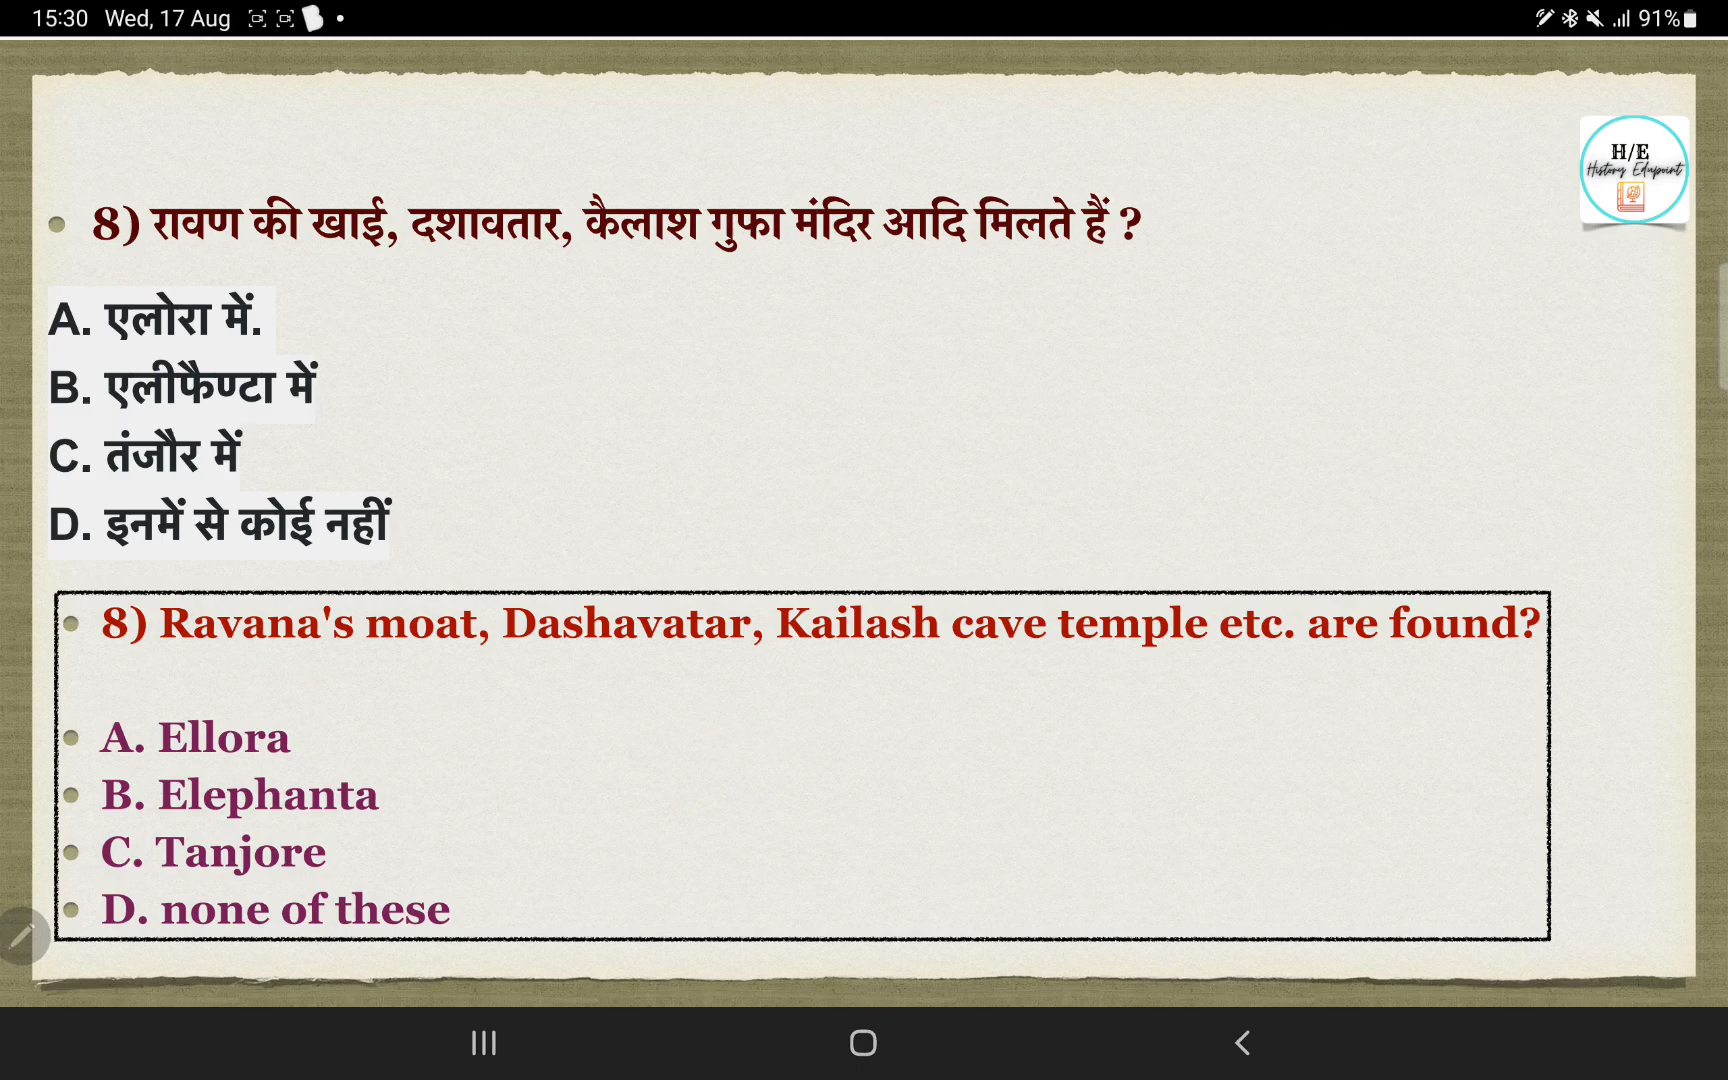 15:30 Wed, 17 Aug
91%
H/E
History Edupoint
8) रावण की खाई, दशावतार, कैलाश गुफा मंदिर आदि मिलते हैं ?
A. एलोरा में.
B. एलीफैण्टा में
C. तंजौर में
D. इनमें से कोई नहीं
8) Ravana's moat, Dashavatar, Kailash cave temple etc. are found?
A. Ellora
B. Elephanta
C. Tanjore
D. none of these